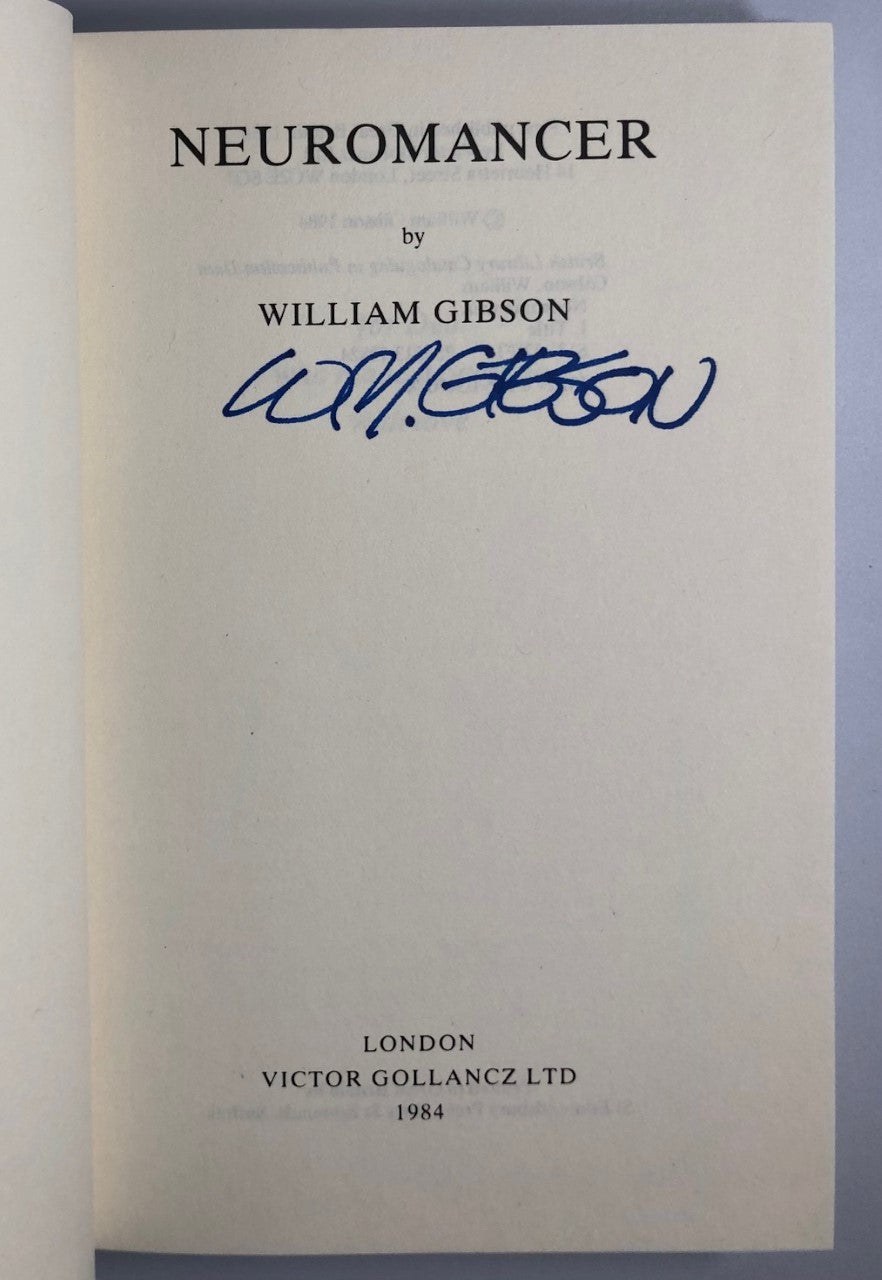 NEUROMANCER
by
WILLIAM GIBSON
WM. GIBSON
LONDON
VICTOR GOLLANCZ LTD
1984